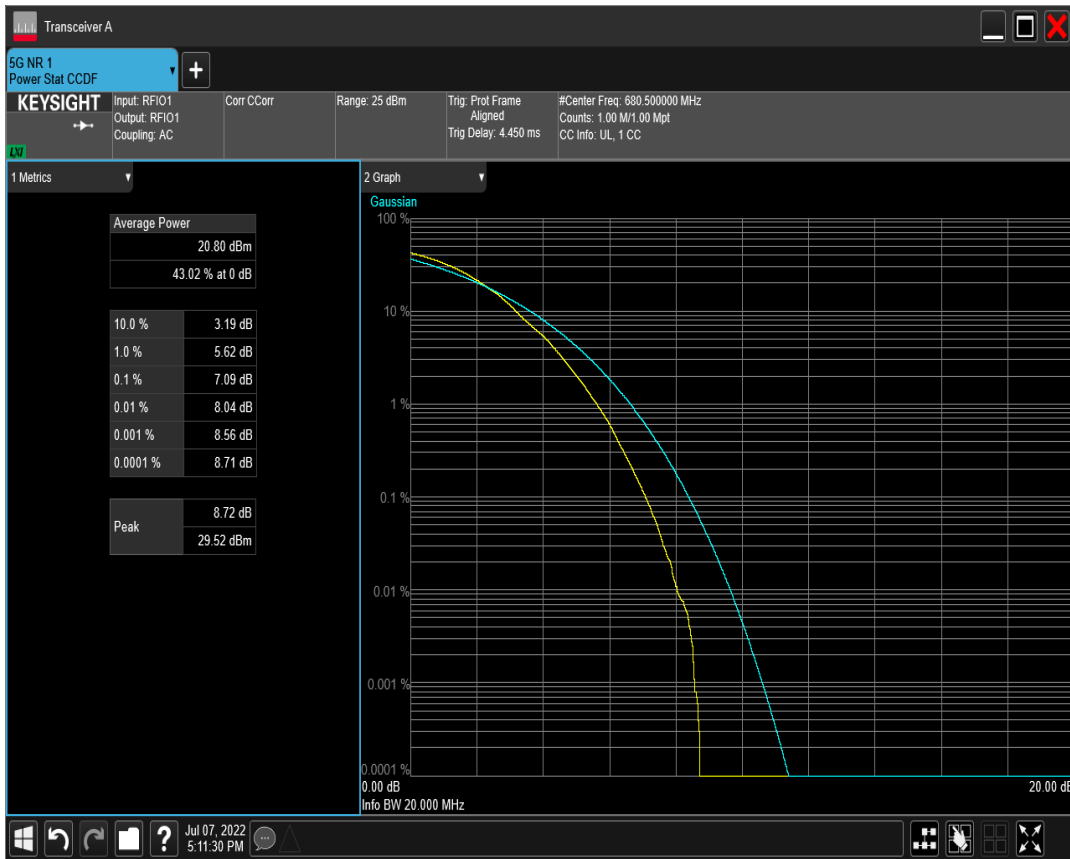 Transceiver A
5G NR 1
Power Stat CCDF
+
KEYSIGHT
LXI
Input: RFIO1
Output: RFIO1
Coupling: AC
Corr CCorr
Range: 25 dBm
Trig: Prot Frame
Aligned
Trig Delay: 4.450 ms
#Center Freq: 680.500000 MHz
Counts: 1.00 M/1.00 Mpt
CC Info: UL, 1 CC
1 Metrics
Average Power
20.80 dBm
43.02 % at 0 dB
10.0 % 3.19 dB
1.0 % 5.62 dB
0.1 % 7.09 dB
0.01 % 8.04 dB
0.001 % 8.56 dB
0.0001 % 8.71 dB
Peak
8.72 dB
29.52 dBm
2 Graph
Gaussian
100 %
10 %
1 %
0.1 %
0.01 %
0.001 %
0.0001 %
0.00 dB 20.00 dB
Info BW 20.000 MHz
?
Jul 07, 2022
5:11:30 PM